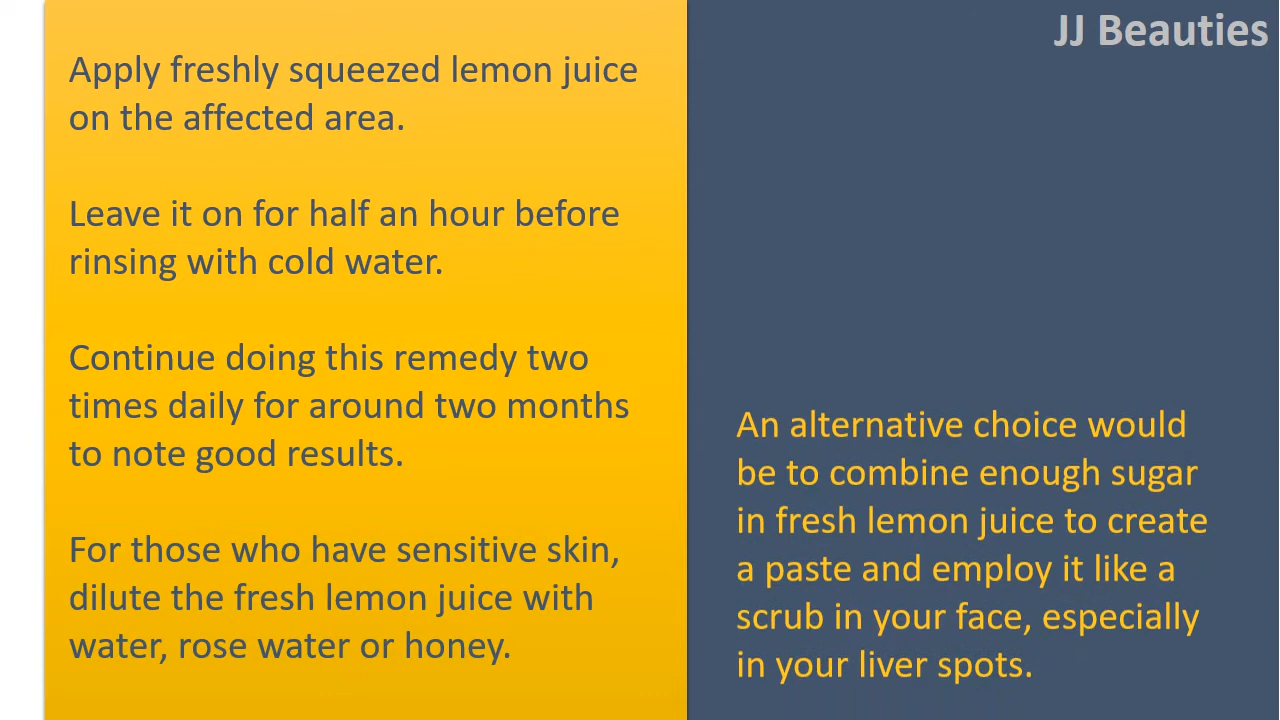 JJ Beauties
Apply freshly squeezed lemon juice
on the affected area.
Leave it on for half an hour before
rinsing with cold water.
Continue doing this remedy two
times daily for around two months
to note good results.
For those who have sensitive skin,
dilute the fresh lemon juice with
water, rose water or honey.
An alternative choice would
be to combine enough sugar
in fresh lemon juice to create
a paste and employ it like a
scrub in your face, especially
in your liver spots.